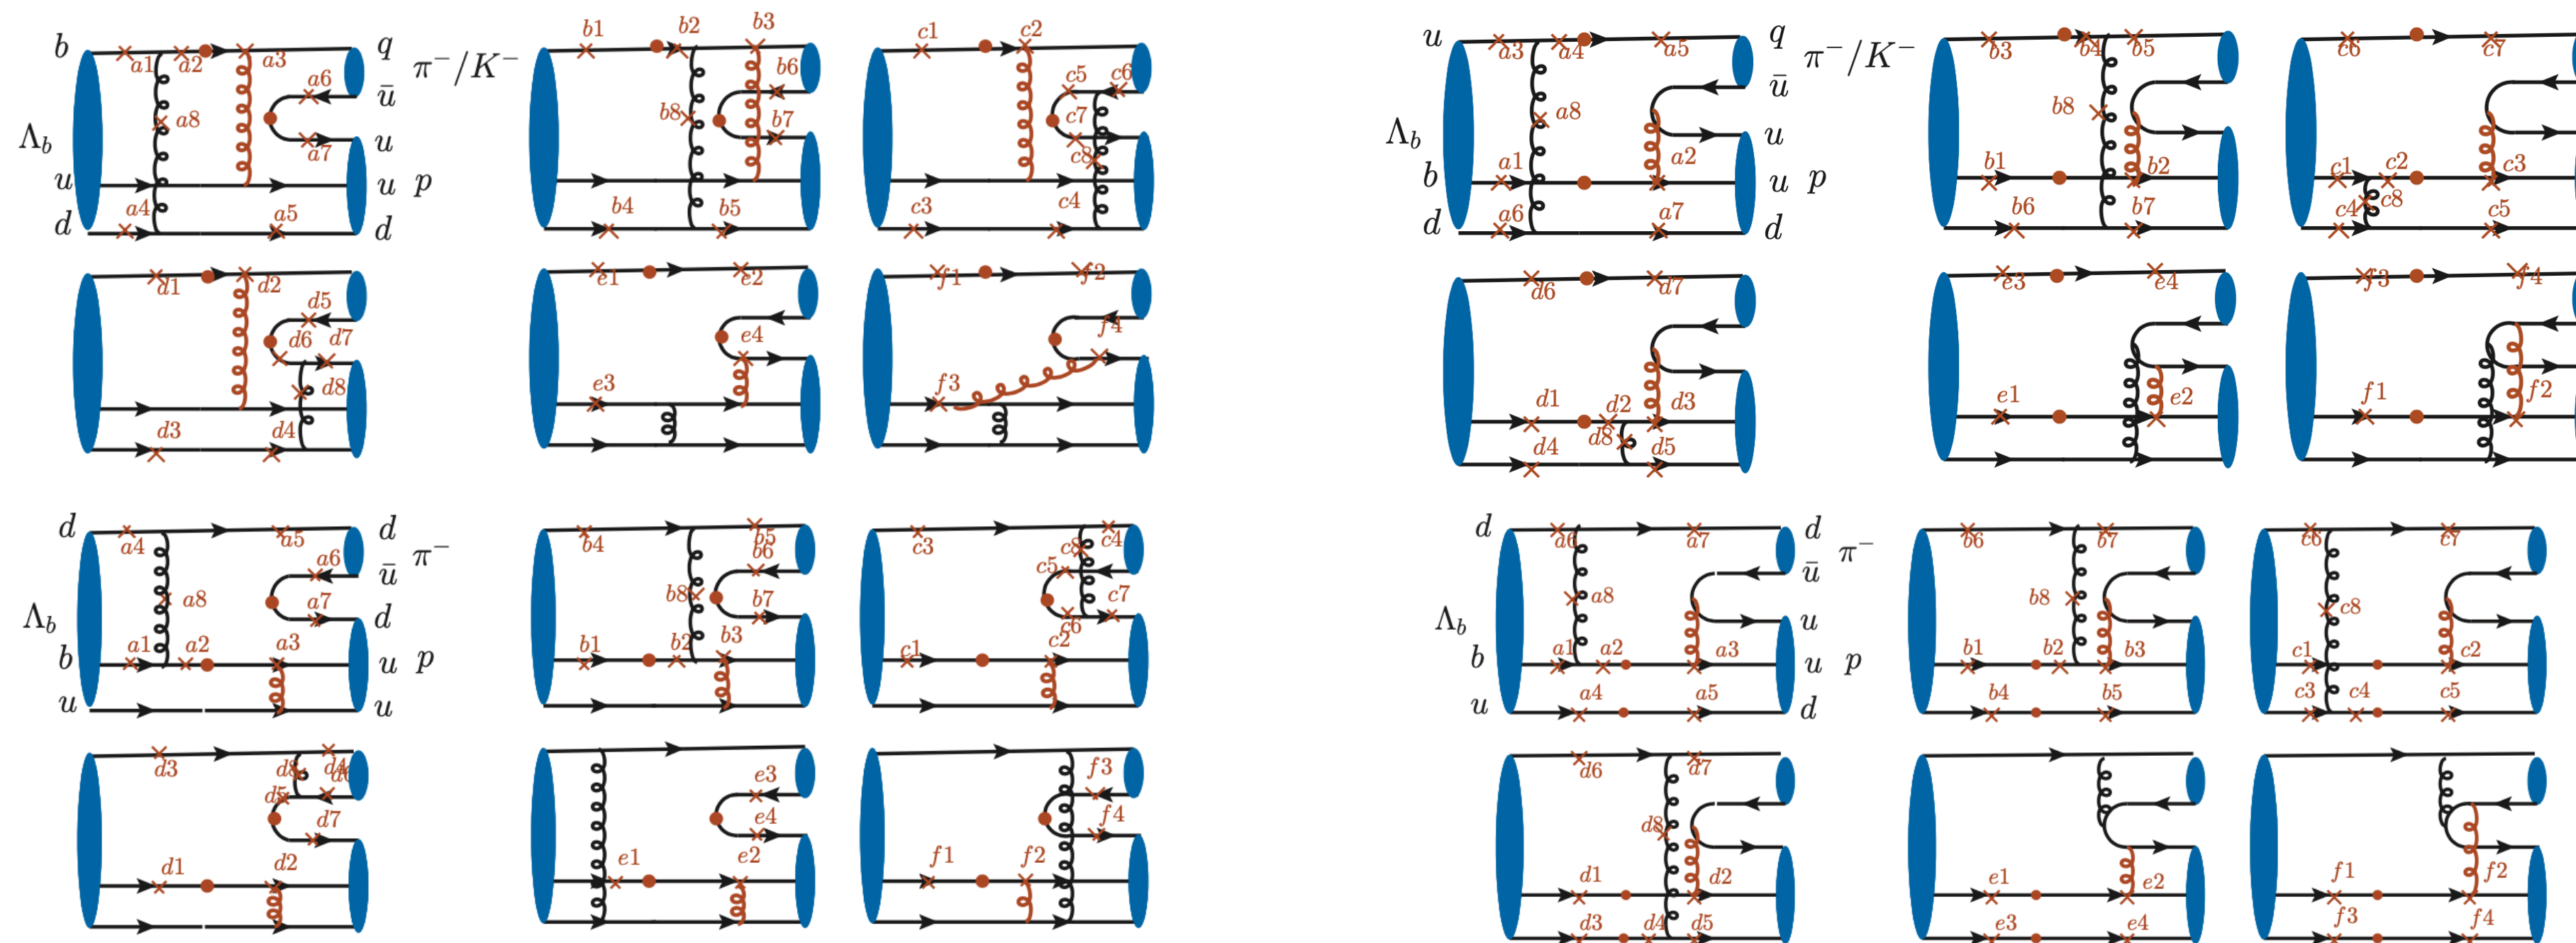 b a1 a2 a3 q π⁻/K⁻
a6 ū
a8
Λ_b a7 u
u u p
a4 a5
d d
b1 b2 b3
b6
b8 b7
b4 b5
c1 c2
c5 c6
c7
c8
c3 c4
d1 d2
d5
d6 d7
d8
d3 d4
e1 e2
e4
e3
f1 f2
f4
f3
u a3 a4 a5 q π⁻/K⁻
ū
a8
Λ_b u
a1 a2
b u p
a6 a7
d d
b3 b4 b5
b8
b1 b2
b6 b7
c6 c7
c1 c2 c3
c4 c8 c5
d6 d7
d1 d2 d3
d8
d4 d5
e3 e4
e1 e2
f3 f4
f1 f2
d d π⁻
a4 a5
a6 ū
a8 a7
Λ_b d
a1 a2 a3
b u p
u u
b4 b5
b6
b8 b7
b1 b2 b3
c3 c8 c4
c5 c7
c6
c1 c2
d3 d8 d4
d6
d5
d7
d1 d2
e3
e4
e1 e2
f3
f4
f1 f2
d d π⁻
a6 a7
ū
a8
Λ_b u
a1 a2 a3
b u p
a4 a5
u d
b6 b7
b8
b1 b2 b3
b4 b5
c6 c7
c8
c1 c2
c3 c4 c5
d6 d7
d8
d1 d2
d3 d4 d5
e1 e2
e3 e4
f1 f2
f3 f4